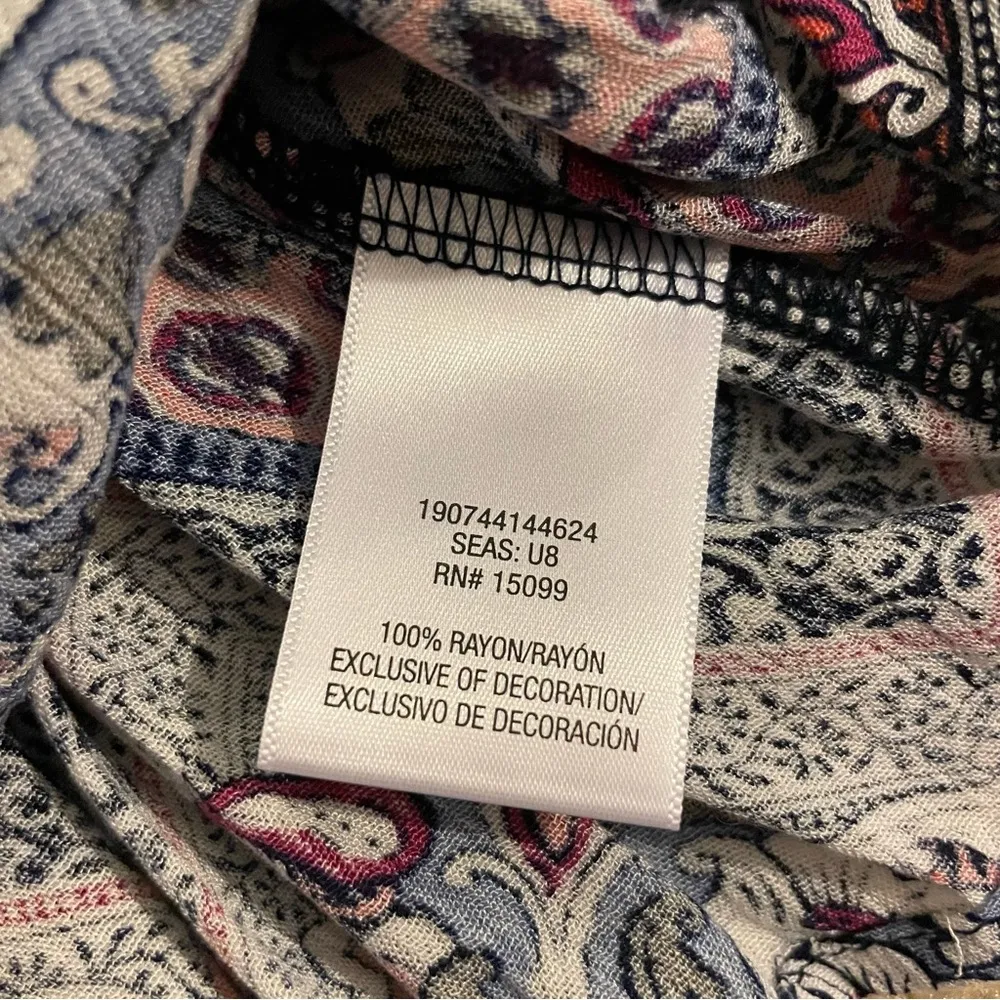 190744144624
SEAS: U8
RN# 15099
100% RAYON/RAYÓN
EXCLUSIVE OF DECORATION/
EXCLUSIVO DE DECORACIÓN